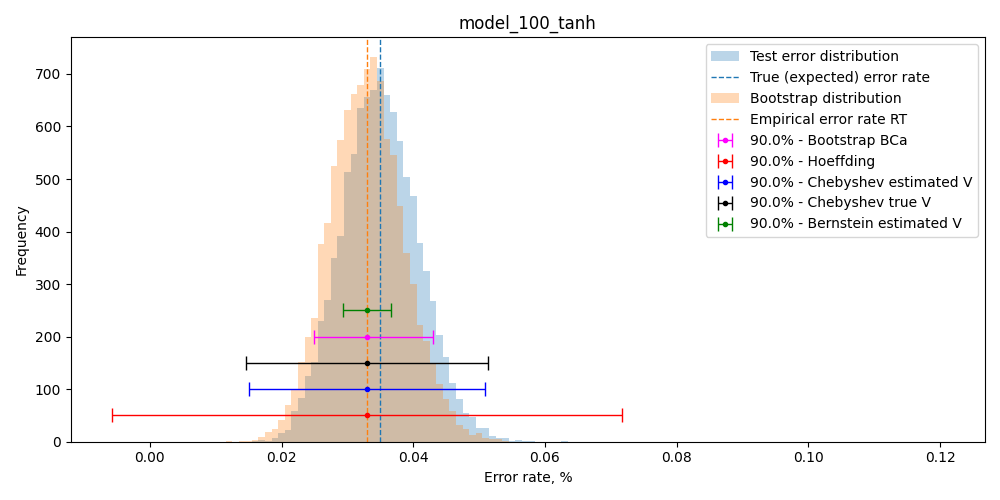 model_100_tanh
Test error distribution
True (expected) error rate
Bootstrap distribution
Empirical error rate RT
90.0% - Bootstrap BCa
90.0% - Hoeffding
90.0% - Chebyshev estimated V
90.0% - Chebyshev true V
90.0% - Bernstein estimated V
Frequency
700
600
500
400
300
200
100
0
0.00 0.02 0.04 0.06 0.08 0.10 0.12
Error rate, %